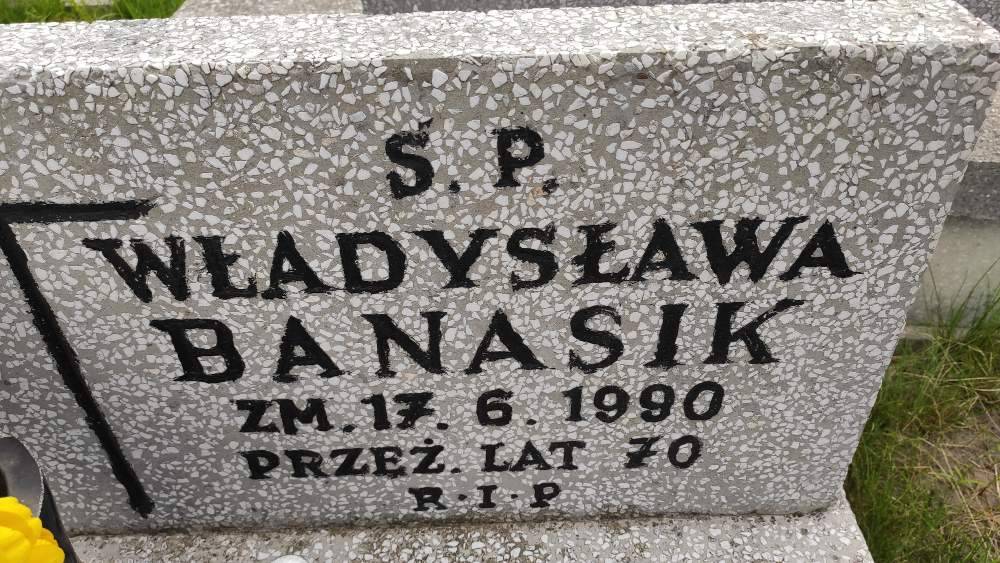 Ś. P.
WŁADYSŁAWA
BANASIK
ZM. 17. 6. 1990
PRZEŻ. LAT 70
R·I·P